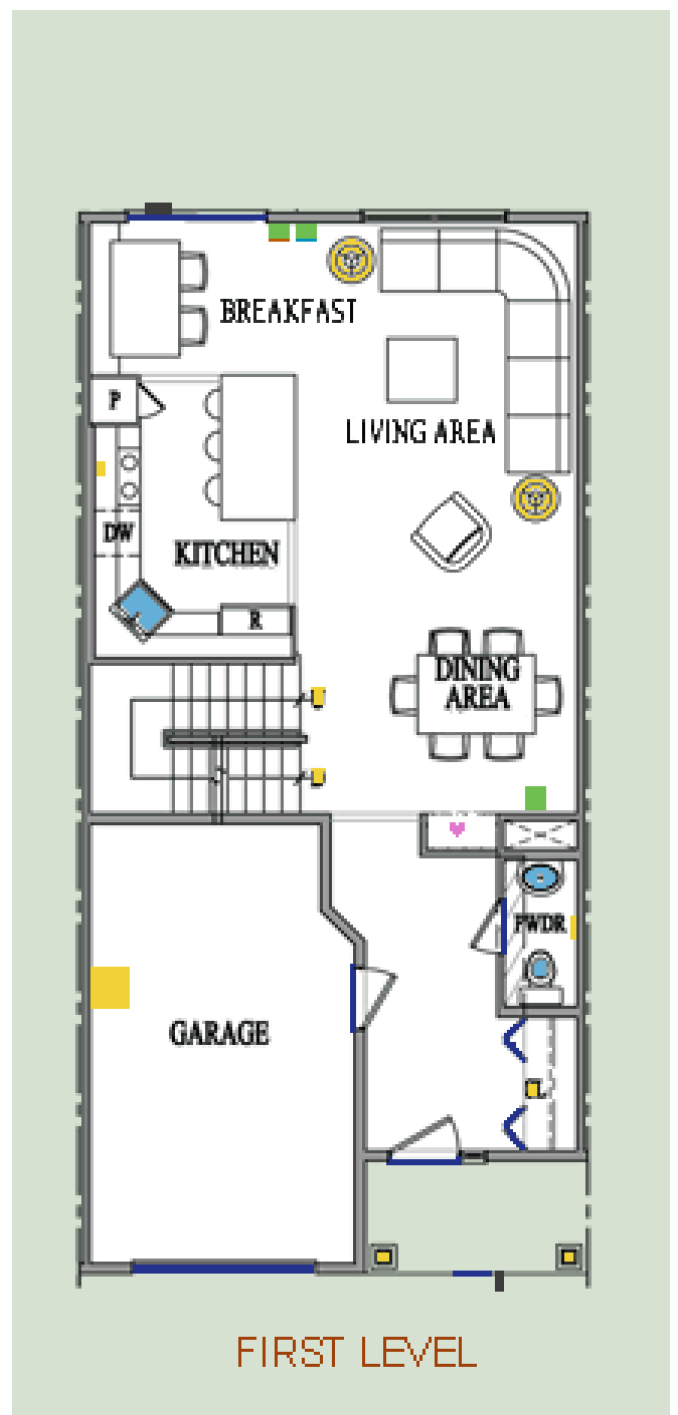 BREAKFAST
P
LIVING AREA
DW
KITCHEN
R
DINING
AREA
PWDR
GARAGE
FIRST LEVEL